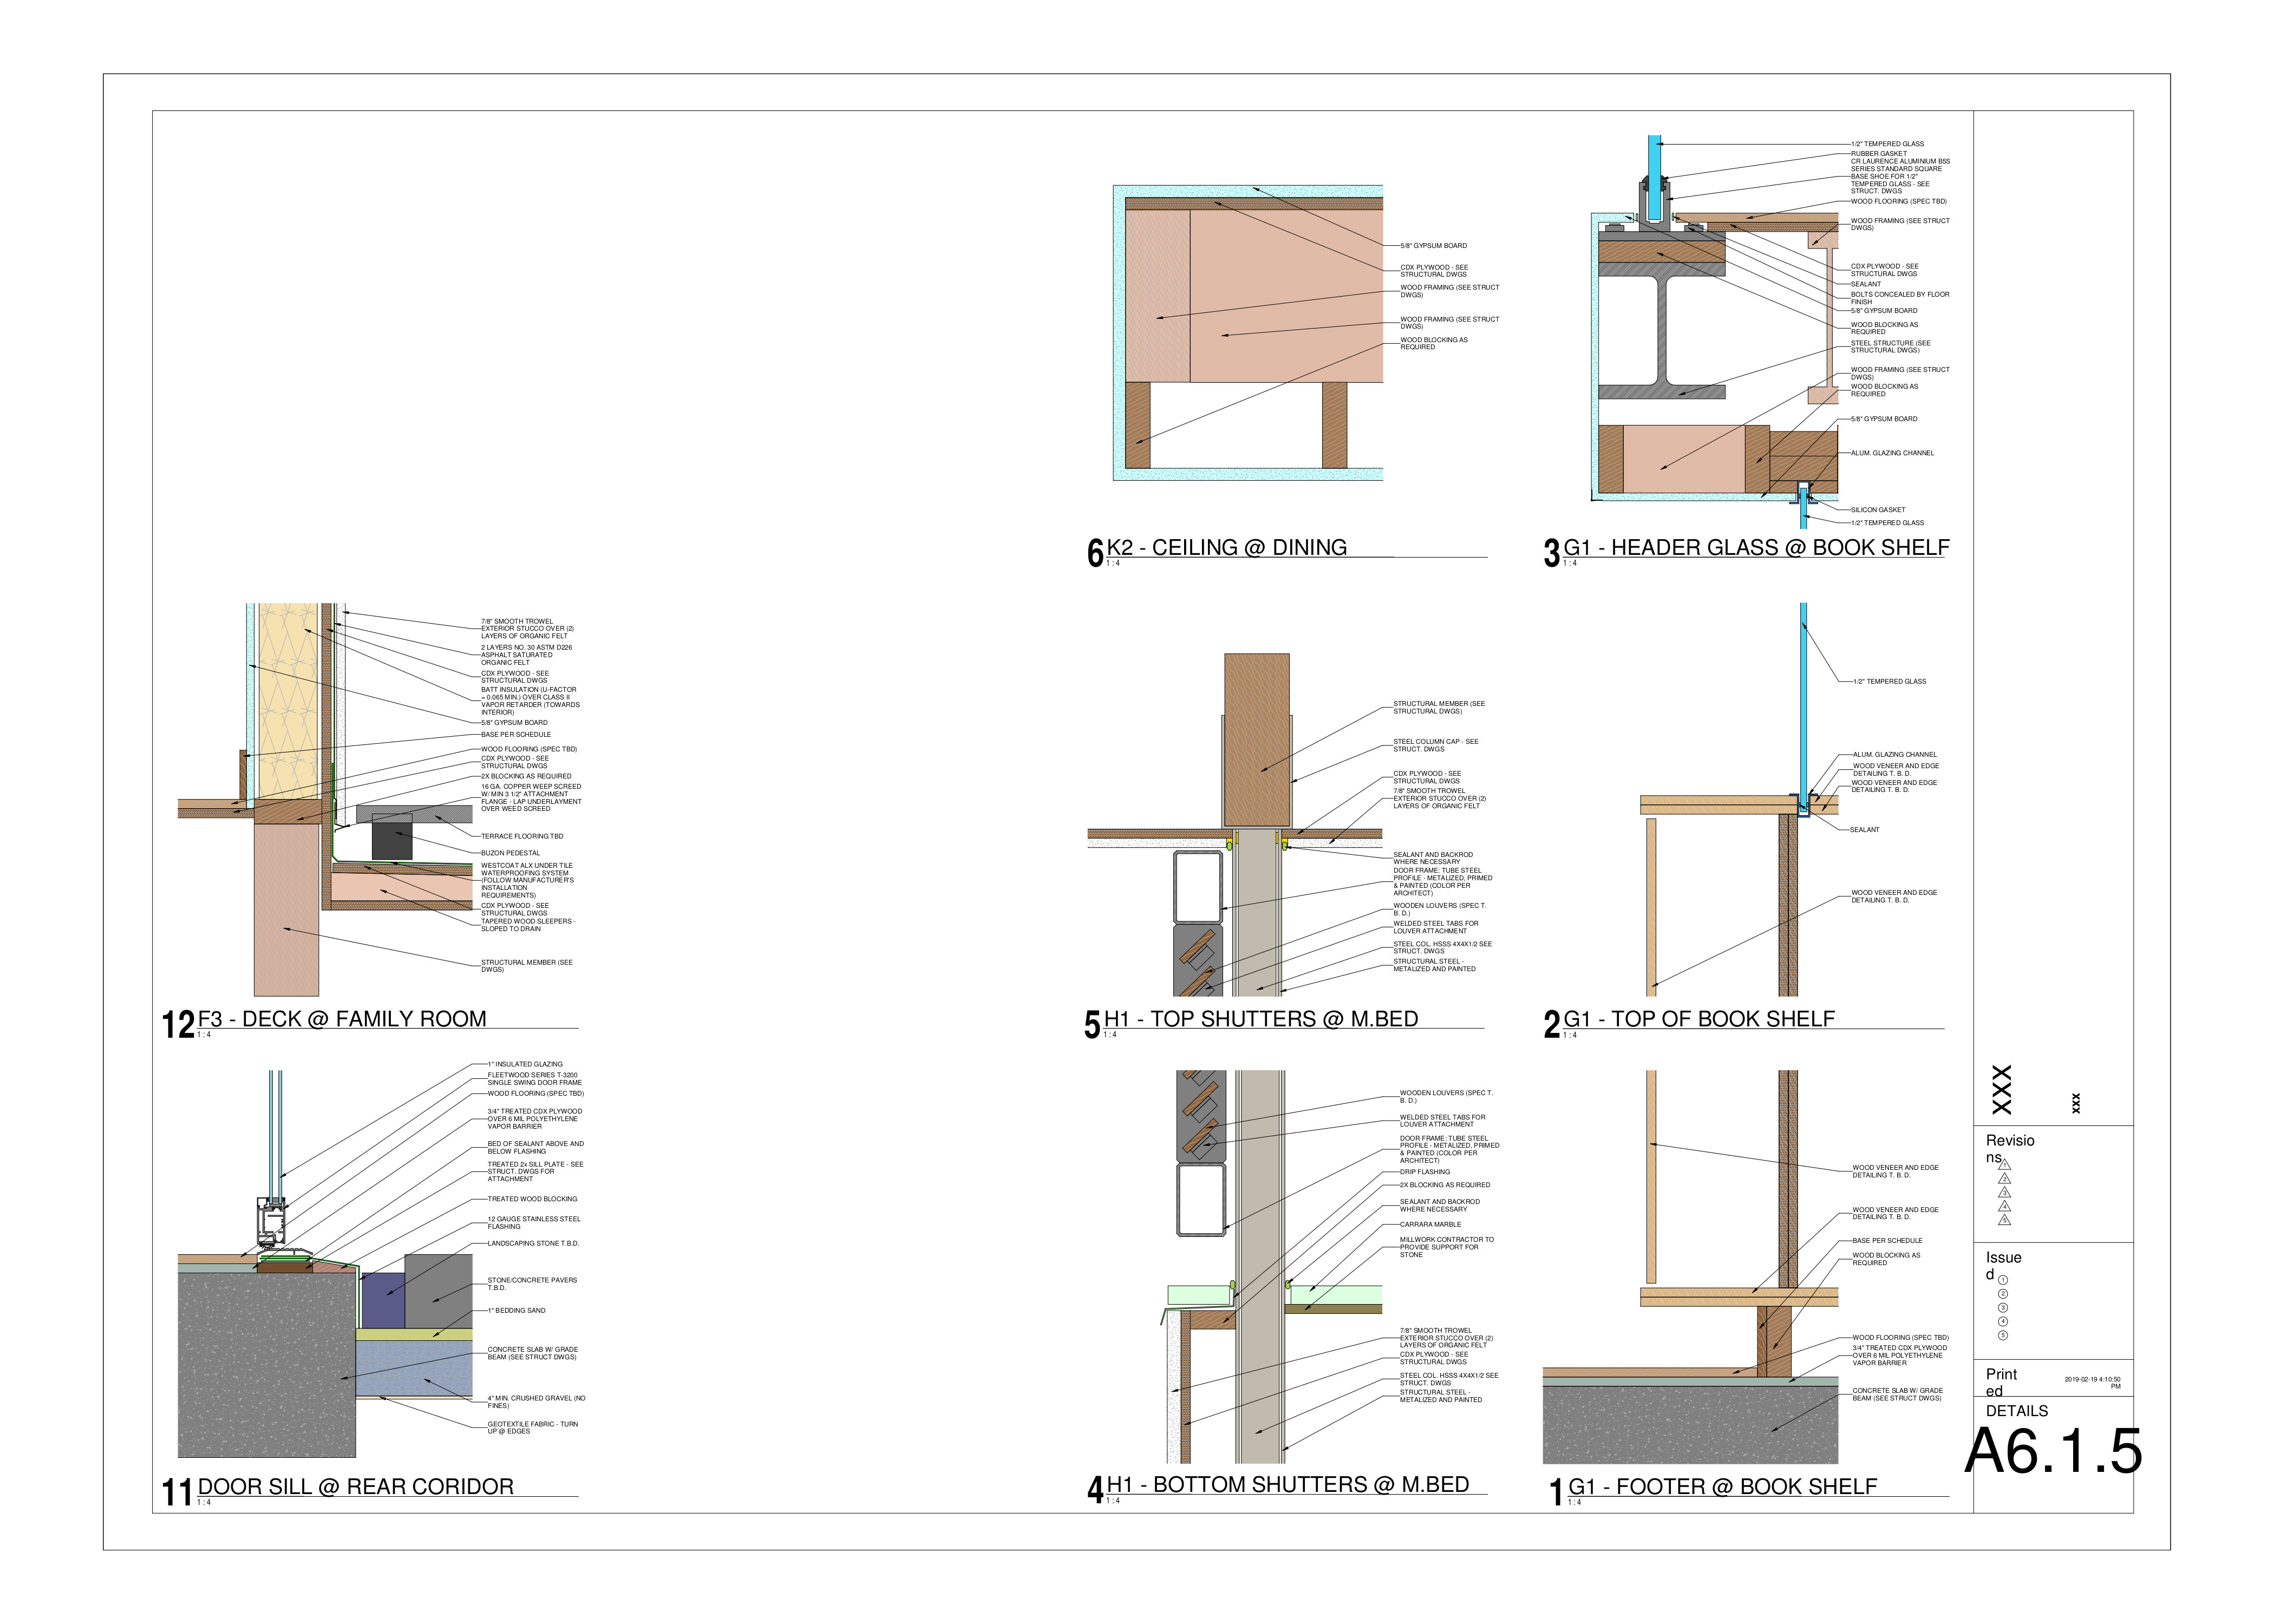 5/8" GYPSUM BOARD
CDX PLYWOOD - SEE
STRUCTURAL DWGS
WOOD FRAMING (SEE STRUCT
DWGS)
WOOD FRAMING (SEE STRUCT
DWGS)
WOOD BLOCKING AS
REQUIRED
6 K2 - CEILING @ DINING
1 : 4
1/2" TEMPERED GLASS
RUBBER GASKET
CR LAURENCE ALUMINIUM B5S
SERIES STANDARD SQUARE
BASE SHOE FOR 1/2"
TEMPERED GLASS - SEE
STRUCT. DWGS
WOOD FLOORING (SPEC TBD)
WOOD FRAMING (SEE STRUCT
DWGS)
CDX PLYWOOD - SEE
STRUCTURAL DWGS
SEALANT
BOLTS CONCEALED BY FLOOR
FINISH
5/8" GYPSUM BOARD
WOOD BLOCKING AS
REQUIRED
STEEL STRUCTURE (SEE
STRUCTURAL DWGS)
WOOD FRAMING (SEE STRUCT
DWGS)
WOOD BLOCKING AS
REQUIRED
5/8" GYPSUM BOARD
ALUM. GLAZING CHANNEL
SILICON GASKET
1/2" TEMPERED GLASS
3 G1 - HEADER GLASS @ BOOK SHELF
1 : 4
7/8" SMOOTH TROWEL
EXTERIOR STUCCO OVER (2)
LAYERS OF ORGANIC FELT
2 LAYERS NO. 30 ASTM D226
ASPHALT SATURATED
ORGANIC FELT
CDX PLYWOOD - SEE
STRUCTURAL DWGS
BATT INSULATION (U-FACTOR
= 0.065 MIN.) OVER CLASS II
VAPOR RETARDER (TOWARDS
INTERIOR)
5/8" GYPSUM BOARD
BASE PER SCHEDULE
WOOD FLOORING (SPEC TBD)
CDX PLYWOOD - SEE
STRUCTURAL DWGS
2X BLOCKING AS REQUIRED
16 GA. COPPER WEEP SCREED
W/ MIN 3 1/2" ATTACHMENT
FLANGE - LAP UNDERLAYMENT
OVER WEED SCREED
TERRACE FLOORING TBD
BUZON PEDESTAL
WESTCOAT ALX UNDER TILE
WATERPROOFING SYSTEM
(FOLLOW MANUFACTURER'S
INSTALLATION
REQUIREMENTS)
CDX PLYWOOD - SEE
STRUCTURAL DWGS
TAPERED WOOD SLEEPERS -
SLOPED TO DRAIN
STRUCTURAL MEMBER (SEE
DWGS)
12 F3 - DECK @ FAMILY ROOM
1 : 4
STRUCTURAL MEMBER (SEE
STRUCTURAL DWGS)
STEEL COLUMN CAP - SEE
STRUCT. DWGS
CDX PLYWOOD - SEE
STRUCTURAL DWGS
7/8" SMOOTH TROWEL
EXTERIOR STUCCO OVER (2)
LAYERS OF ORGANIC FELT
SEALANT AND BACKROD
WHERE NECESSARY
DOOR FRAME: TUBE STEEL
PROFILE - METALIZED, PRIMED
& PAINTED (COLOR PER
ARCHITECT)
WOODEN LOUVERS (SPEC T.
B. D.)
WELDED STEEL TABS FOR
LOUVER ATTACHMENT
STEEL COL. HSSS 4X4X1/2 SEE
STRUCT. DWGS
STRUCTURAL STEEL -
METALIZED AND PAINTED
5 H1 - TOP SHUTTERS @ M.BED
1 : 4
1/2" TEMPERED GLASS
ALUM. GLAZING CHANNEL
WOOD VENEER AND EDGE
DETAILING T. B. D.
WOOD VENEER AND EDGE
DETAILING T. B. D.
SEALANT
WOOD VENEER AND EDGE
DETAILING T. B. D.
2 G1 - TOP OF BOOK SHELF
1 : 4
1" INSULATED GLAZING
FLEETWOOD SERIES T-3200
SINGLE SWING DOOR FRAME
WOOD FLOORING (SPEC TBD)
3/4" TREATED CDX PLYWOOD
OVER 6 MIL POLYETHYLENE
VAPOR BARRIER
BED OF SEALANT ABOVE AND
BELOW FLASHING
TREATED 2x SILL PLATE - SEE
STRUCT. DWGS FOR
ATTACHMENT
TREATED WOOD BLOCKING
12 GAUGE STAINLESS STEEL
FLASHING
LANDSCAPING STONE T.B.D.
STONE/CONCRETE PAVERS
T.B.D.
1" BEDDING SAND
CONCRETE SLAB W/ GRADE
BEAM (SEE STRUCT DWGS)
4" MIN. CRUSHED GRAVEL (NO
FINES)
GEOTEXTILE FABRIC - TURN
UP @ EDGES
11 DOOR SILL @ REAR CORIDOR
1 : 4
WOODEN LOUVERS (SPEC T.
B. D.)
WELDED STEEL TABS FOR
LOUVER ATTACHMENT
DOOR FRAME: TUBE STEEL
PROFILE - METALIZED, PRIMED
& PAINTED (COLOR PER
ARCHITECT)
DRIP FLASHING
2X BLOCKING AS REQUIRED
SEALANT AND BACKROD
WHERE NECESSARY
CARRARA MARBLE
MILLWORK CONTRACTOR TO
PROVIDE SUPPORT FOR
STONE
7/8" SMOOTH TROWEL
EXTERIOR STUCCO OVER (2)
LAYERS OF ORGANIC FELT
CDX PLYWOOD - SEE
STRUCTURAL DWGS
STEEL COL. HSSS 4X4X1/2 SEE
STRUCT. DWGS
STRUCTURAL STEEL -
METALIZED AND PAINTED
4 H1 - BOTTOM SHUTTERS @ M.BED
1 : 4
WOOD VENEER AND EDGE
DETAILING T. B. D.
WOOD VENEER AND EDGE
DETAILING T. B. D.
BASE PER SCHEDULE
WOOD BLOCKING AS
REQUIRED
WOOD FLOORING (SPEC TBD)
3/4" TREATED CDX PLYWOOD
OVER 6 MIL POLYETHYLENE
VAPOR BARRIER
CONCRETE SLAB W/ GRADE
BEAM (SEE STRUCT DWGS)
1 G1 - FOOTER @ BOOK SHELF
1 : 4
XXX
XXX
Revisio
ns
1
2
3
4
5
Issue
d
1
2
3
4
5
Print
ed
2019-02-19 4:10:50
PM
DETAILS
A6.1.5